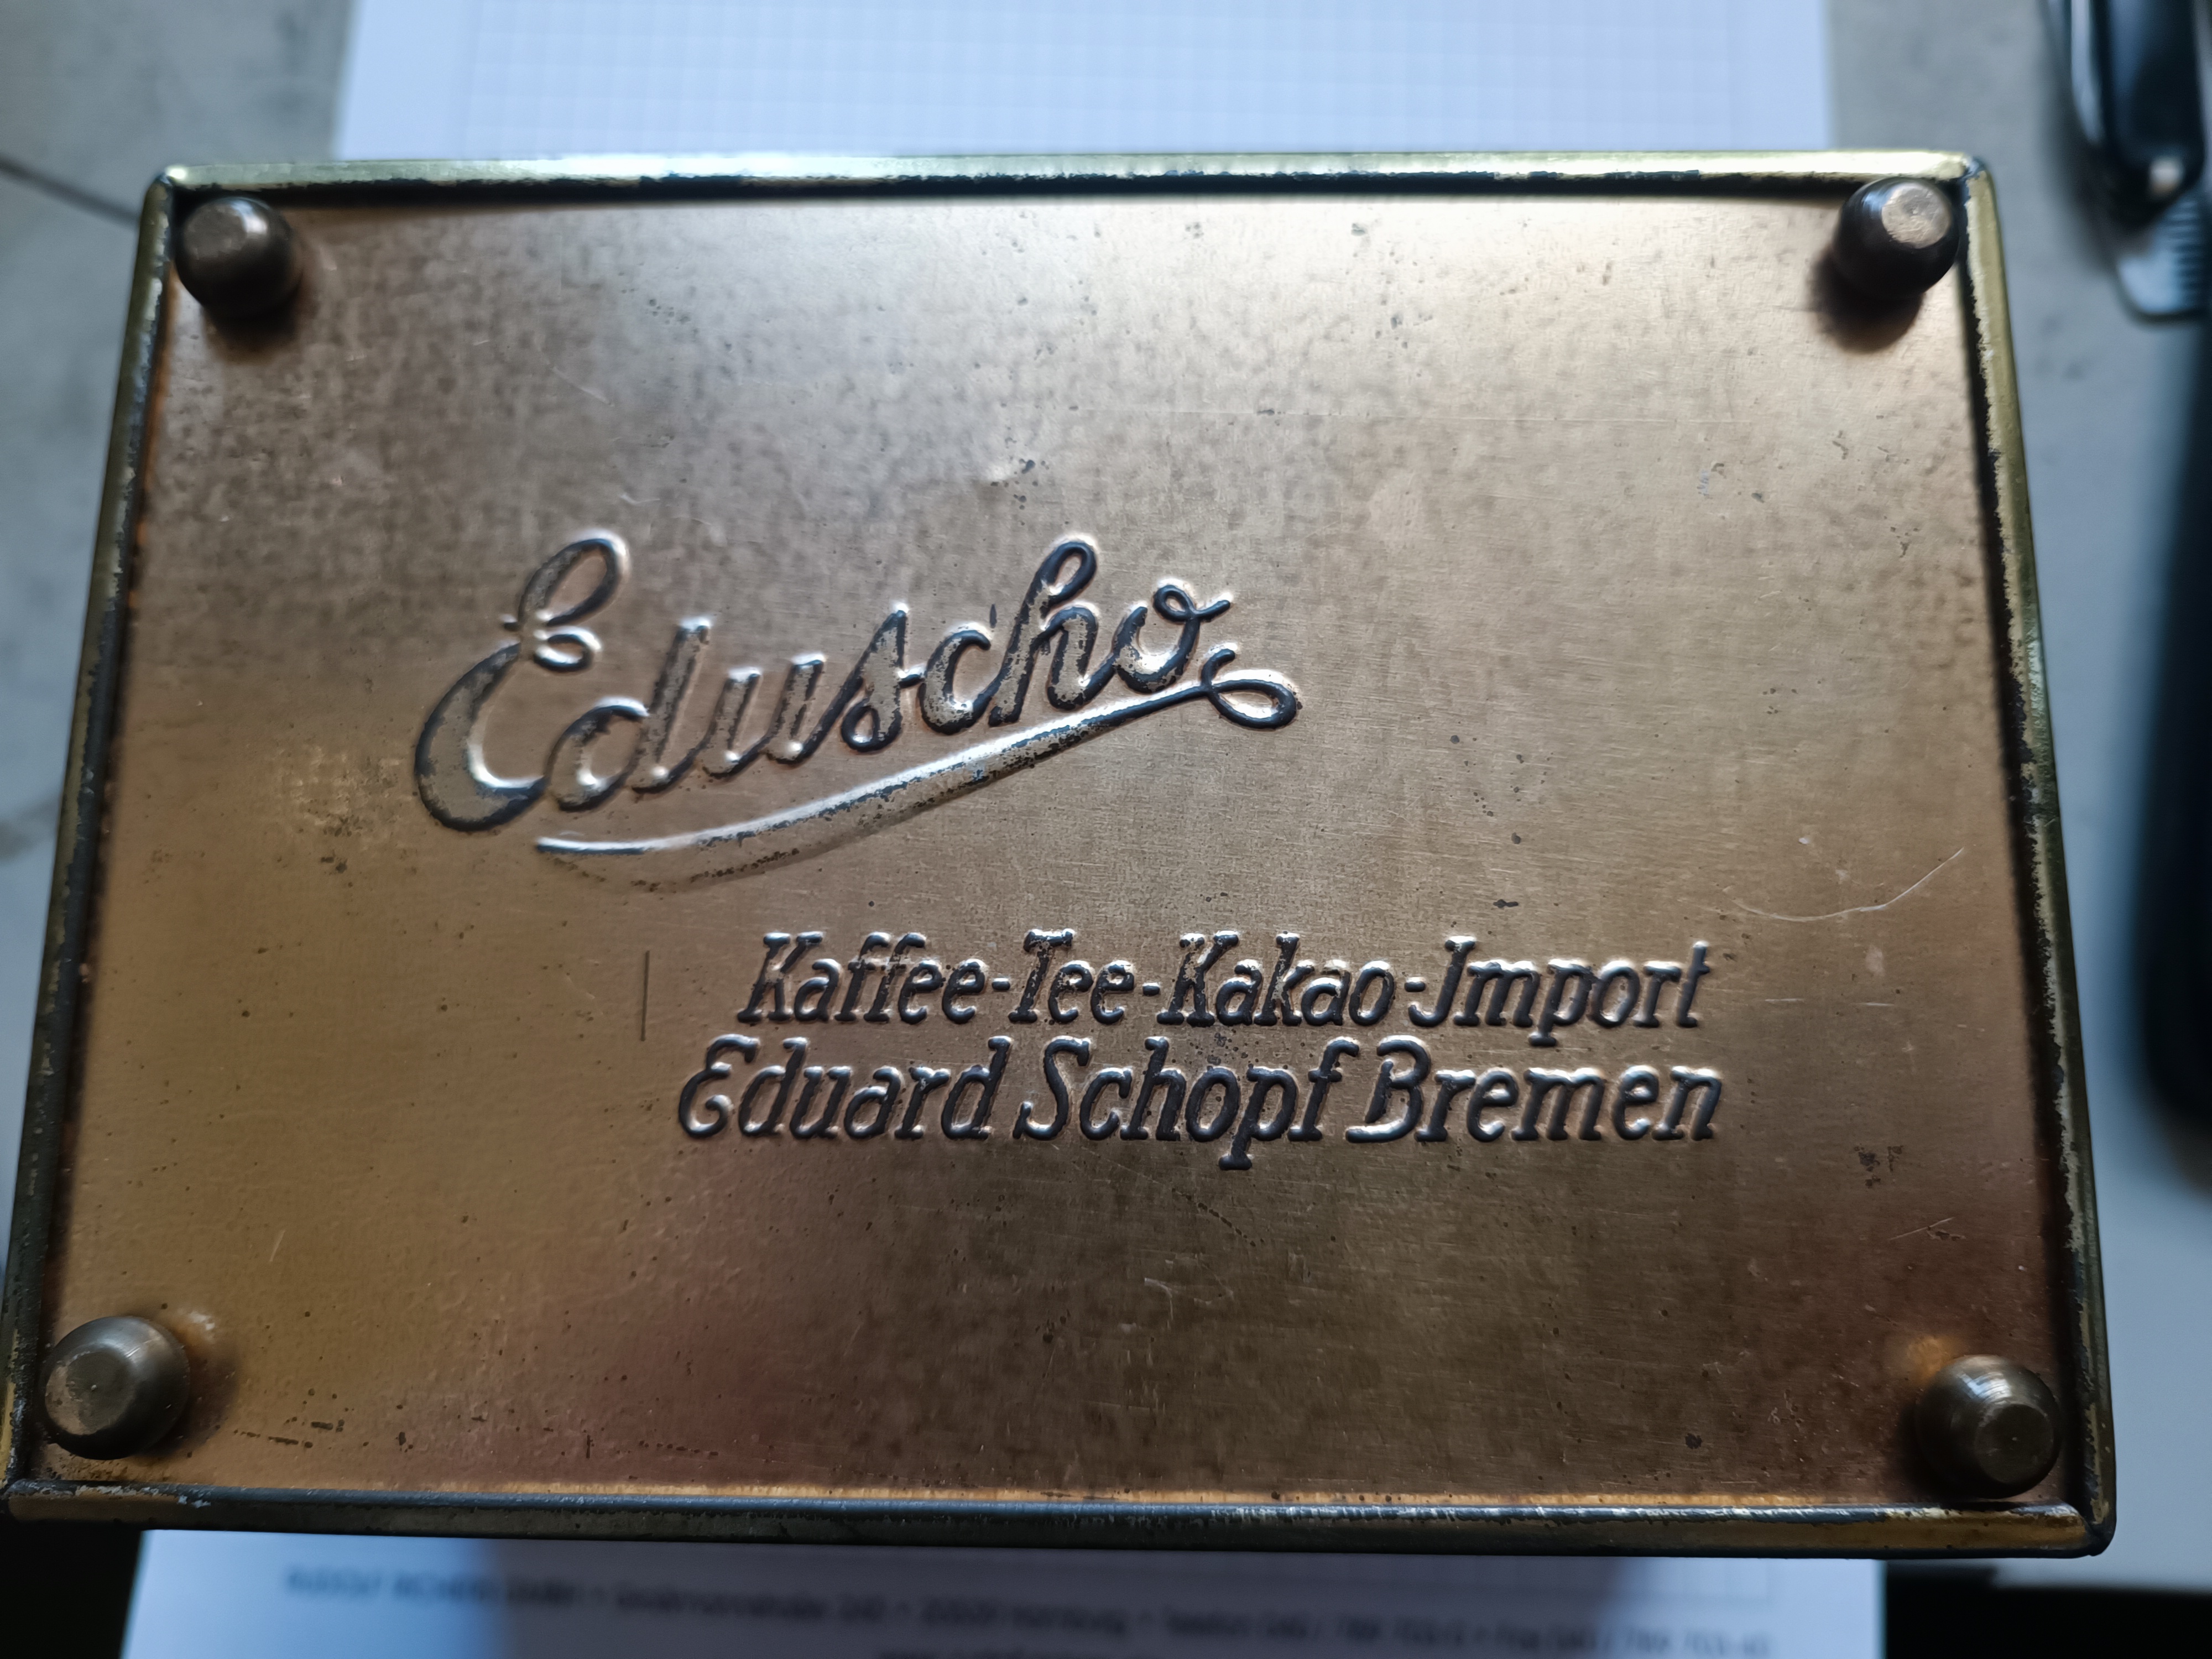 Eduscho
Kaffee-Tee-Kakao-Jmport
Eduard Schopf Bremen